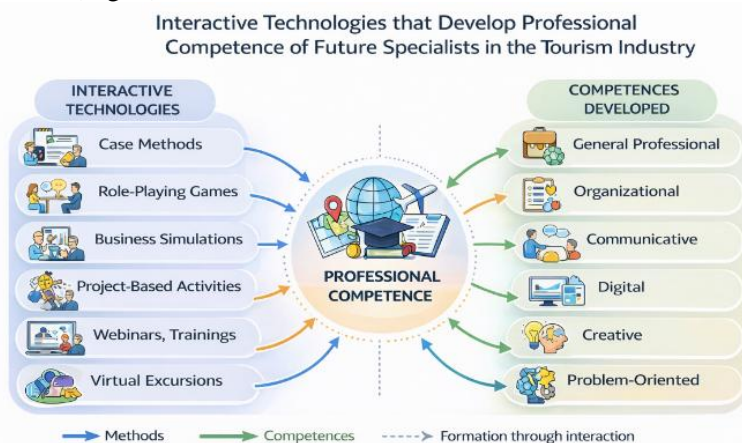 Interactive Technologies that Develop Professional
Competence of Future Specialists in the Tourism Industry
INTERACTIVE
TECHNOLOGIES
Case Methods
Role-Playing Games
Business Simulations
Project-Based Activities
Webinars, Trainings
Virtual Excursions
PROFESSIONAL
COMPETENCE
COMPETENCES
DEVELOPED
General Professional
Organizational
Communicative
Digital
Creative
Problem-Oriented
Methods
Competences
Formation through interaction